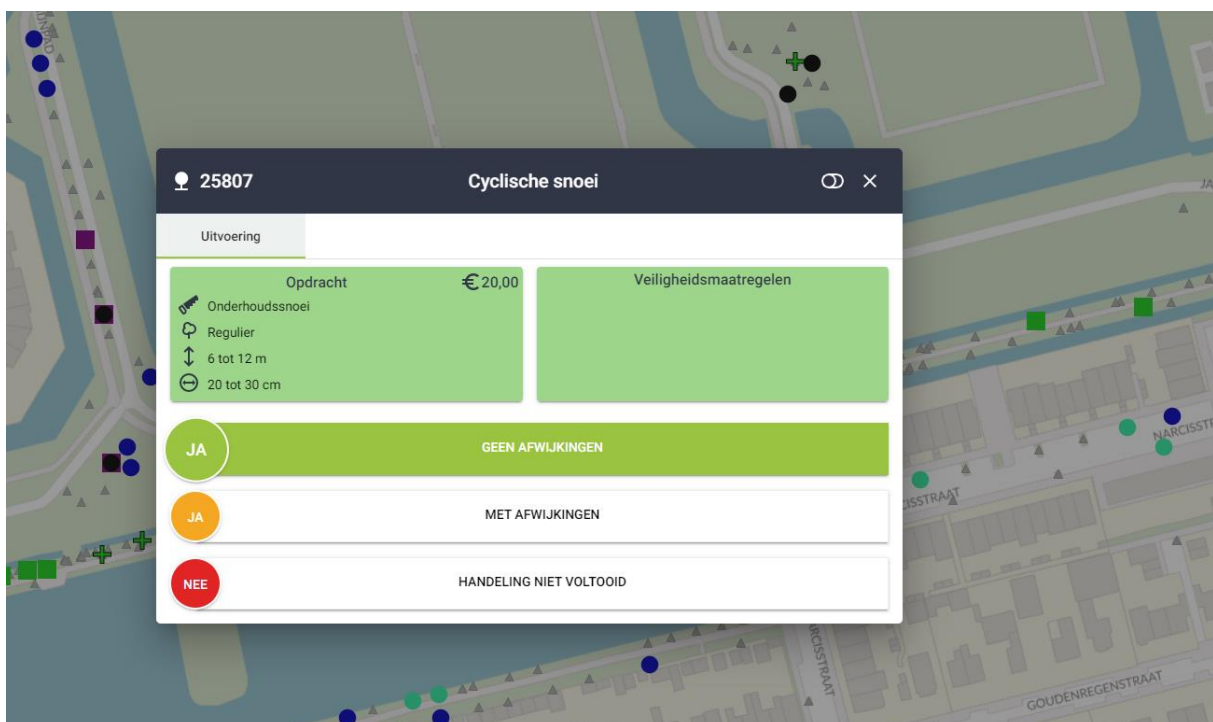 25807
Cyclische snoei
Uitvoering
Opdracht
€ 20,00
Onderhoudssnoei
Regulier
6 tot 12 m
20 tot 30 cm
Veiligheidsmaatregelen
JA
GEEN AFWIJKINGEN
JA
MET AFWIJKINGEN
NEE
HANDELING NIET VOLTOOID
GOUDENREGENSTRAAT